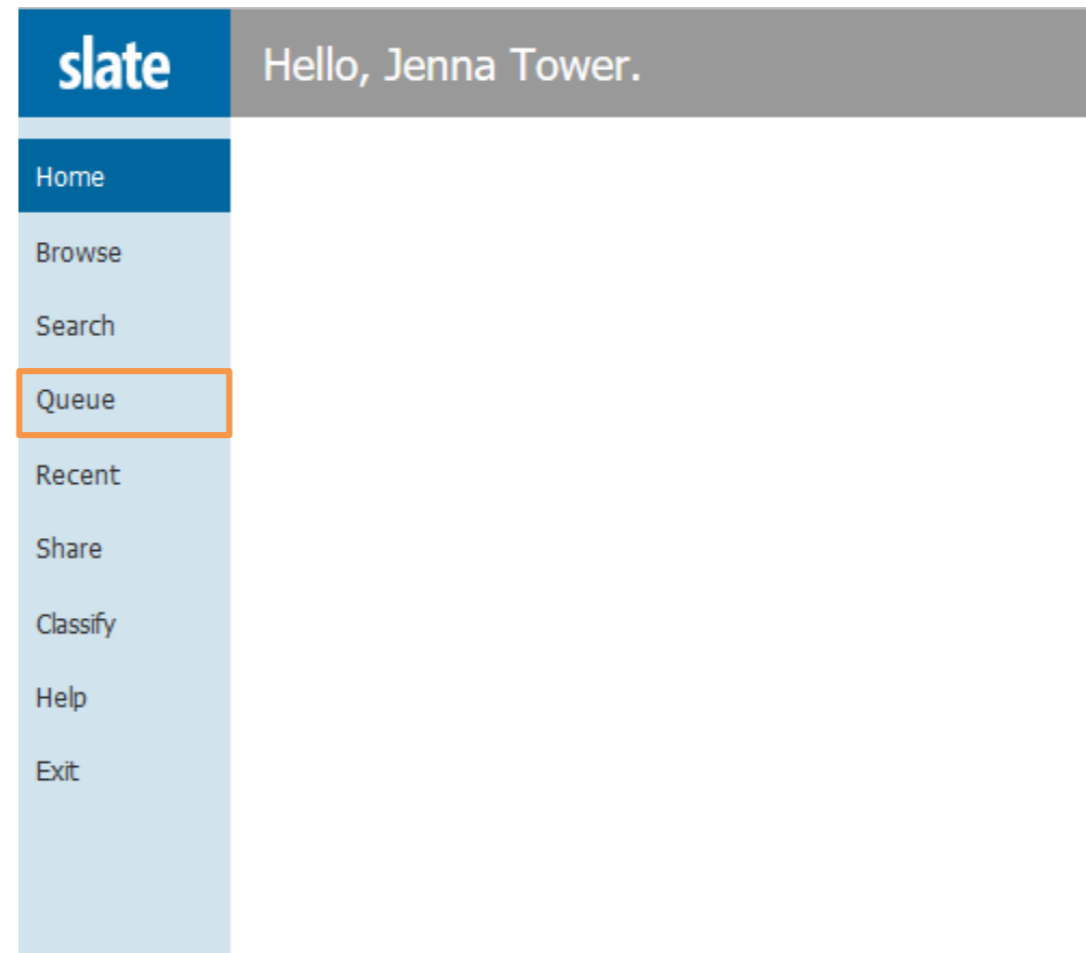 slate
Hello, Jenna Tower.
Home
Browse
Search
Queue
Recent
Share
Classify
Help
Exit